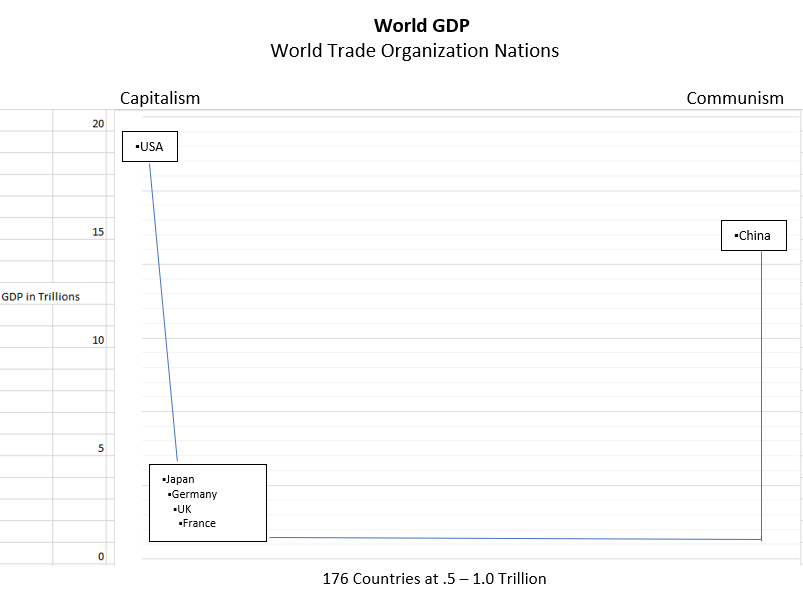 World GDP
World Trade Organization Nations
Capitalism
Communism
20
▪USA
15
▪China
GDP in Trillions
10
5
▪Japan
▪Germany
▪UK
▪France
0
176 Countries at .5 – 1.0 Trillion